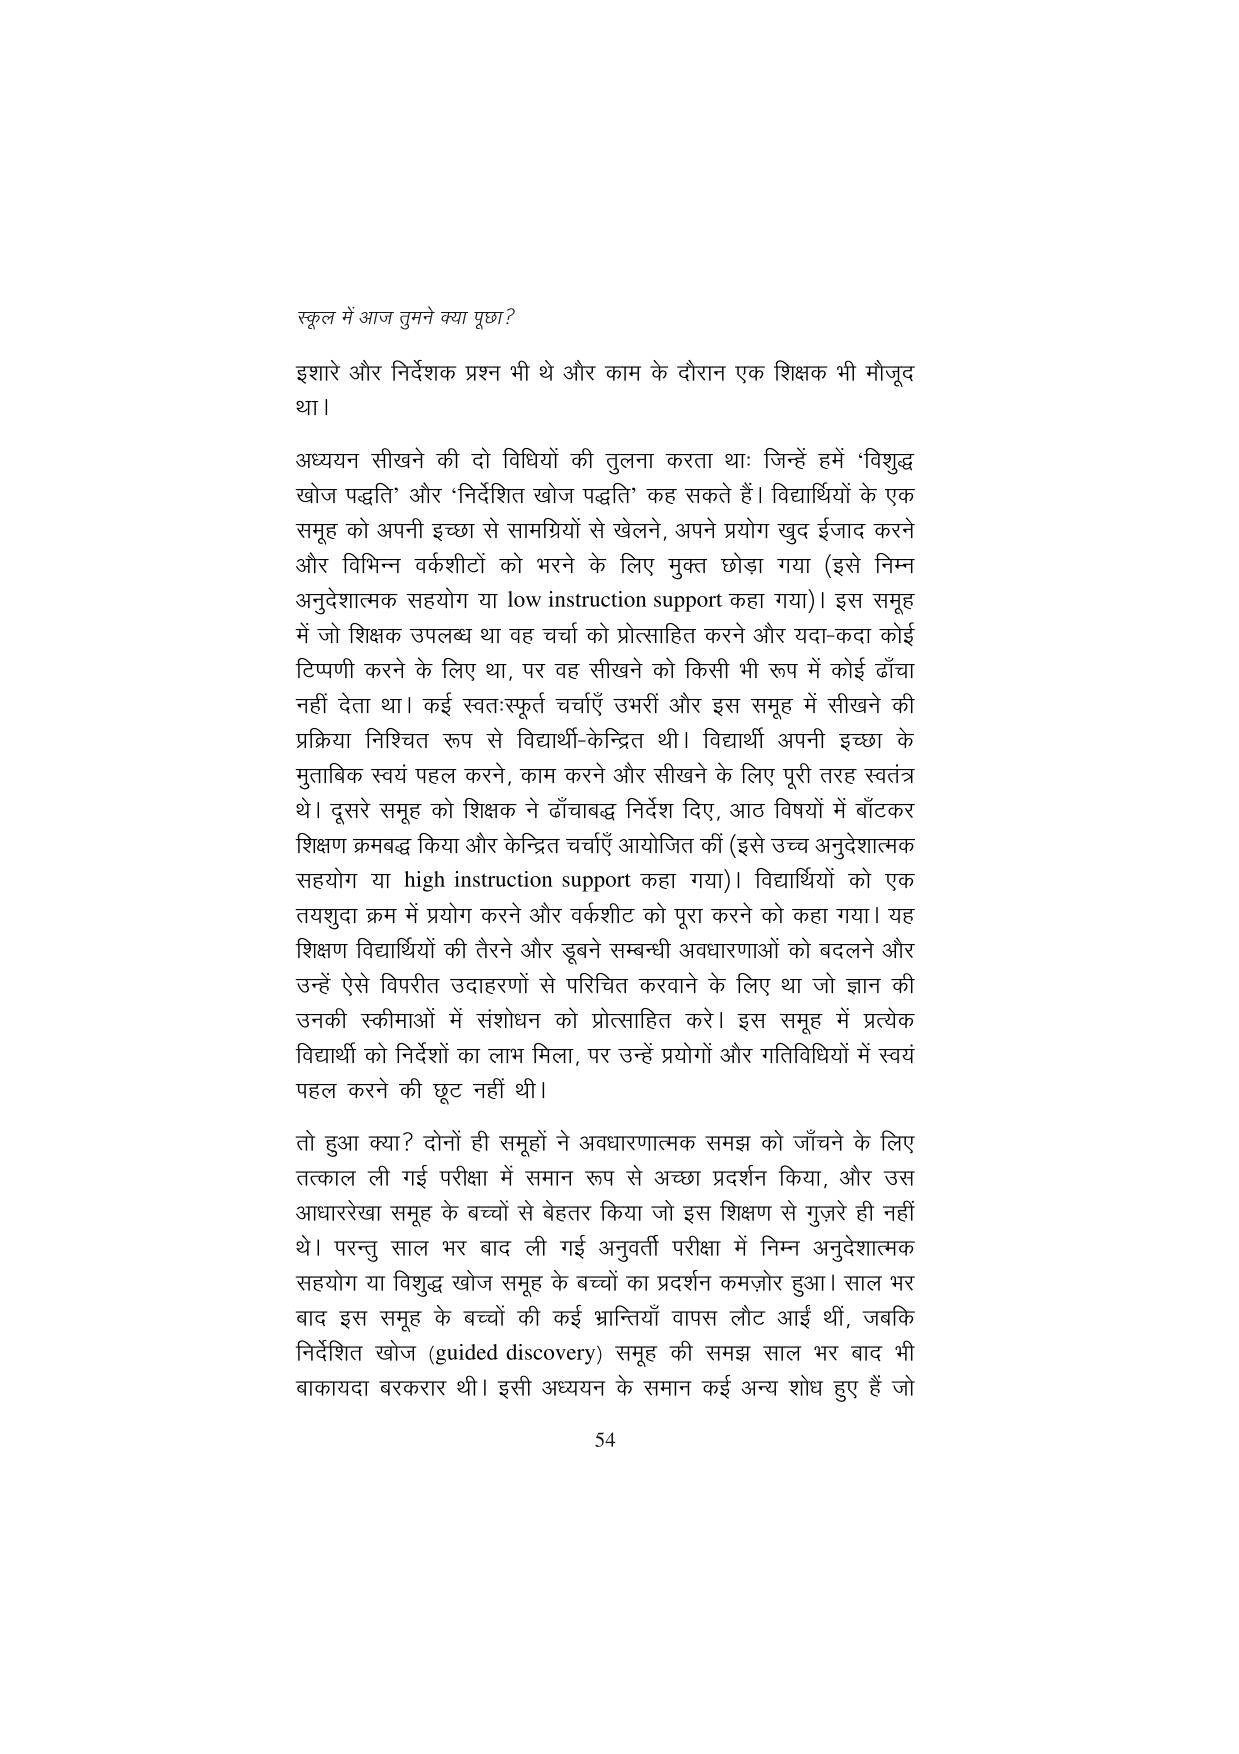 स्कूल में आज तुमने क्या पूछा?
इशारे और निर्देशक प्रश्न भी थे और काम के दौरान एक शिक्षक भी मौजूद
था।
अध्ययन सीखने की दो विधियों की तुलना करता थाः जिन्हें हमें ‘विशुद्ध
खोज पद्धति’ और ‘निर्देशित खोज पद्धति’ कह सकते हैं। विद्यार्थियों के एक
समूह को अपनी इच्छा से सामग्रियों से खेलने, अपने प्रयोग खुद ईजाद करने
और विभिन्न वर्कशीटों को भरने के लिए मुक्त छोड़ा गया (इसे निम्न
अनुदेशात्मक सहयोग या low instruction support कहा गया)। इस समूह
में जो शिक्षक उपलब्ध था वह चर्चा को प्रोत्साहित करने और यदा-कदा कोई
टिप्पणी करने के लिए था, पर वह सीखने को किसी भी रूप में कोई ढाँचा
नहीं देता था। कई स्वतःस्फूर्त चर्चाएँ उभरीं और इस समूह में सीखने की
प्रक्रिया निश्चित रूप से विद्यार्थी-केन्द्रित थी। विद्यार्थी अपनी इच्छा के
मुताबिक स्वयं पहल करने, काम करने और सीखने के लिए पूरी तरह स्वतंत्र
थे। दूसरे समूह को शिक्षक ने ढाँचाबद्ध निर्देश दिए, आठ विषयों में बाँटकर
शिक्षण क्रमबद्ध किया और केन्द्रित चर्चाएँ आयोजित कीं (इसे उच्च अनुदेशात्मक
सहयोग या high instruction support कहा गया)। विद्यार्थियों को एक
तयशुदा क्रम में प्रयोग करने और वर्कशीट को पूरा करने को कहा गया। यह
शिक्षण विद्यार्थियों की तैरने और डूबने सम्बन्धी अवधारणाओं को बदलने और
उन्हें ऐसे विपरीत उदाहरणों से परिचित करवाने के लिए था जो ज्ञान की
उनकी स्कीमाओं में संशोधन को प्रोत्साहित करे। इस समूह में प्रत्येक
विद्यार्थी को निर्देशों का लाभ मिला, पर उन्हें प्रयोगों और गतिविधियों में स्वयं
पहल करने की छूट नहीं थी।
तो हुआ क्या? दोनों ही समूहों ने अवधारणात्मक समझ को जाँचने के लिए
तत्काल ली गई परीक्षा में समान रूप से अच्छा प्रदर्शन किया, और उस
आधाररेखा समूह के बच्चों से बेहतर किया जो इस शिक्षण से गुज़रे ही नहीं
थे। परन्तु साल भर बाद ली गई अनुवर्ती परीक्षा में निम्न अनुदेशात्मक
सहयोग या विशुद्ध खोज समूह के बच्चों का प्रदर्शन कमज़ोर हुआ। साल भर
बाद इस समूह के बच्चों की कई भ्रान्तियाँ वापस लौट आईं थीं, जबकि
निर्देशित खोज (guided discovery) समूह की समझ साल भर बाद भी
बाकायदा बरकरार थी। इसी अध्ययन के समान कई अन्य शोध हुए हैं जो
54